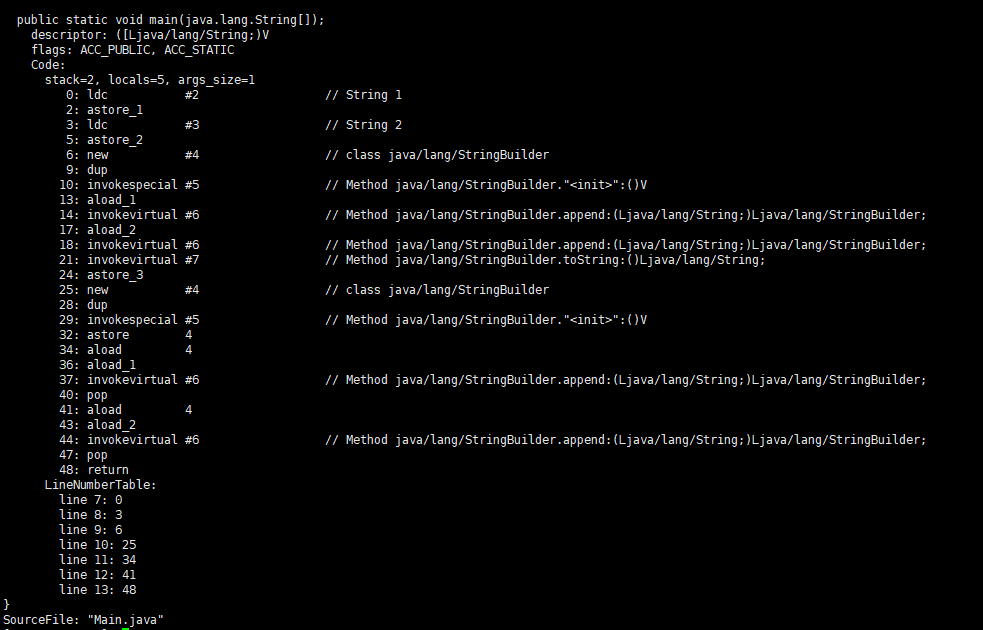 public static void main(java.lang.String[]);
    descriptor: ([Ljava/lang/String;)V
    flags: ACC_PUBLIC, ACC_STATIC
    Code:
      stack=2, locals=5, args_size=1
         0: ldc           #2                  // String 1
         2: astore_1
         3: ldc           #3                  // String 2
         5: astore_2
         6: new           #4                  // class java/lang/StringBuilder
         9: dup
        10: invokespecial #5                  // Method java/lang/StringBuilder."<init>":()V
        13: aload_1
        14: invokevirtual #6                  // Method java/lang/StringBuilder.append:(Ljava/lang/String;)Ljava/lang/StringBuilder;
        17: aload_2
        18: invokevirtual #6                  // Method java/lang/StringBuilder.append:(Ljava/lang/String;)Ljava/lang/StringBuilder;
        21: invokevirtual #7                  // Method java/lang/StringBuilder.toString:()Ljava/lang/String;
        24: astore_3
        25: new           #4                  // class java/lang/StringBuilder
        28: dup
        29: invokespecial #5                  // Method java/lang/StringBuilder."<init>":()V
        32: astore        4
        34: aload         4
        36: aload_1
        37: invokevirtual #6                  // Method java/lang/StringBuilder.append:(Ljava/lang/String;)Ljava/lang/StringBuilder;
        40: pop
        41: aload         4
        43: aload_2
        44: invokevirtual #6                  // Method java/lang/StringBuilder.append:(Ljava/lang/String;)Ljava/lang/StringBuilder;
        47: pop
        48: return
      LineNumberTable:
        line 7: 0
        line 8: 3
        line 9: 6
        line 10: 25
        line 11: 34
        line 12: 41
        line 13: 48
}
SourceFile: "Main.java"